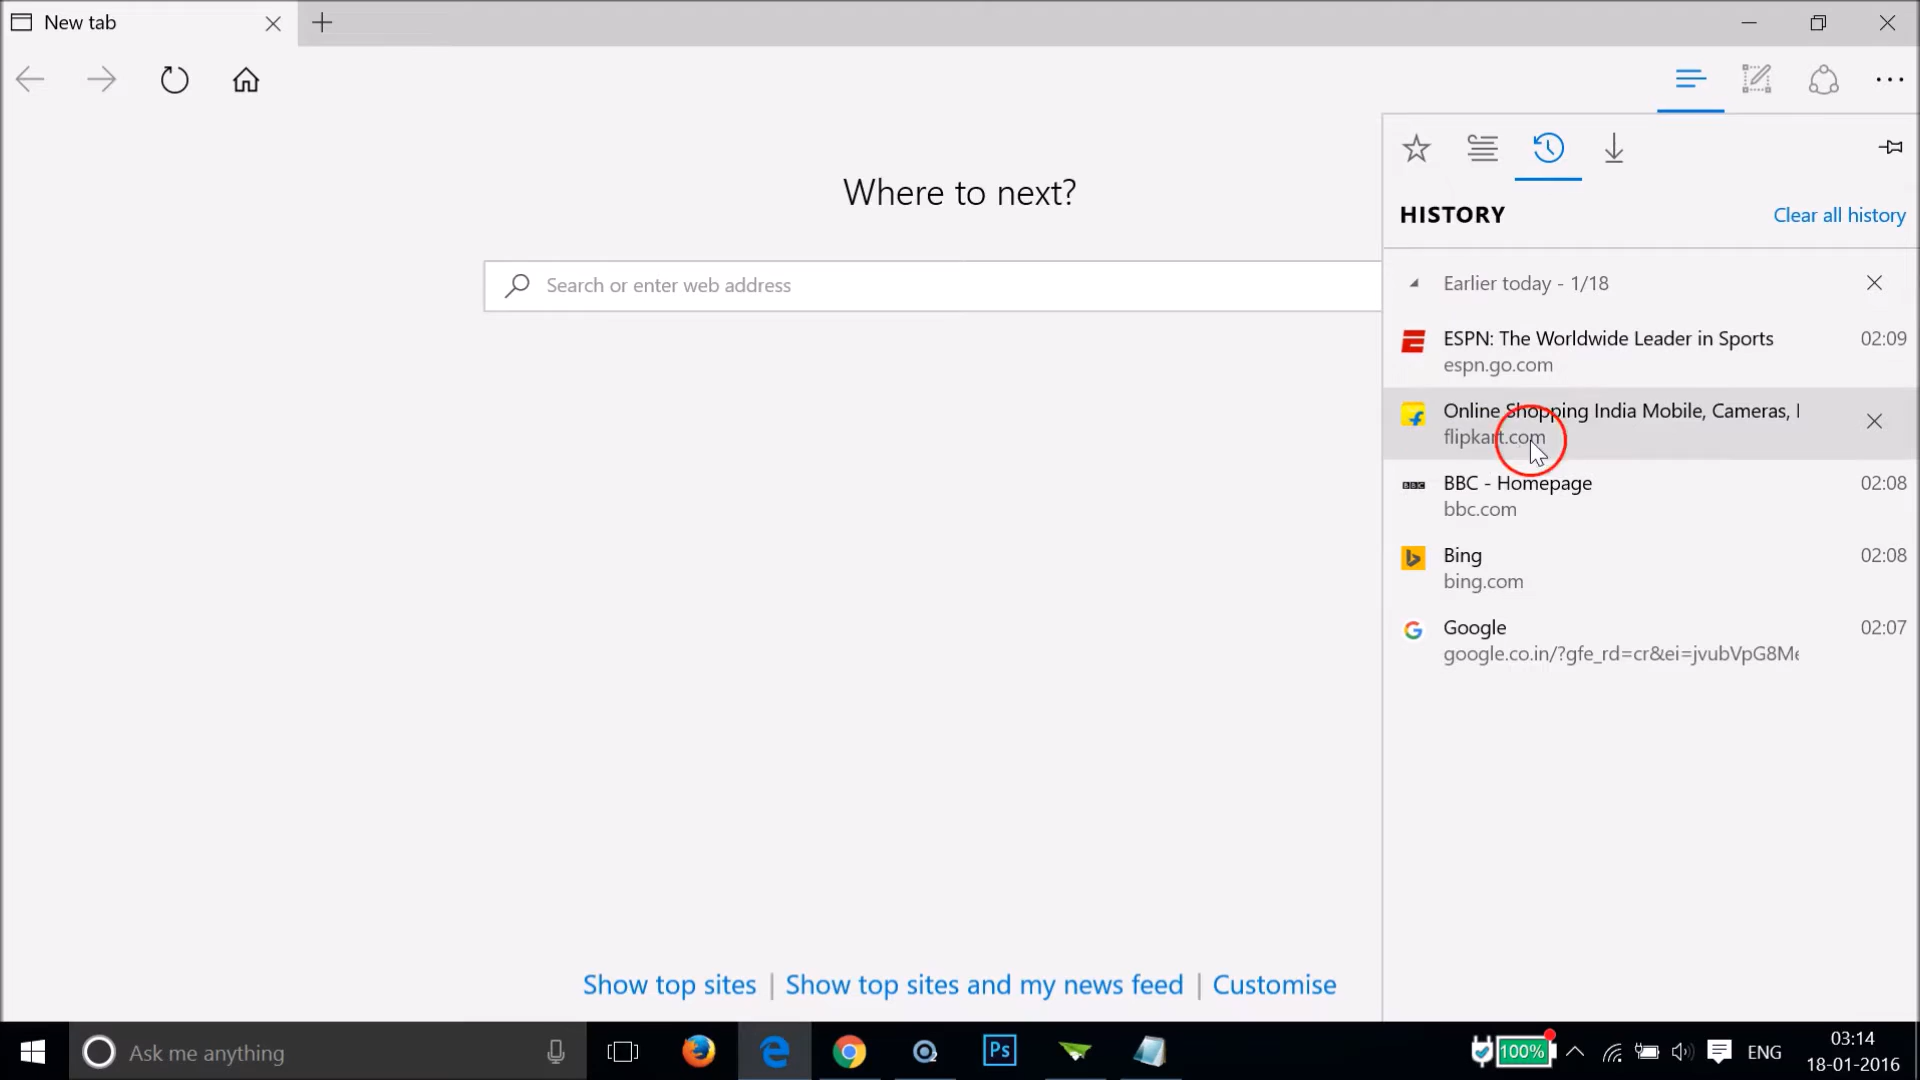 New tab
Where to next?
Search or enter web address
HISTORY
Clear all history
Earlier today - 1/18
ESPN: The Worldwide Leader in Sports
02:09
espn.go.com
Online Shopping India Mobile, Cameras,
flipkart.com
BBC
BBC - Homepage
02:08
bbc.com
Bing
02:08
bing.com
Google
02:07
google.co.in/?gfe_rd=cr&ei=jvubVpG8Me
Show top sites | Show top sites and my news feed | Customise
Ask me anything
Ps
100%
ENG
03:14
18-01-2016